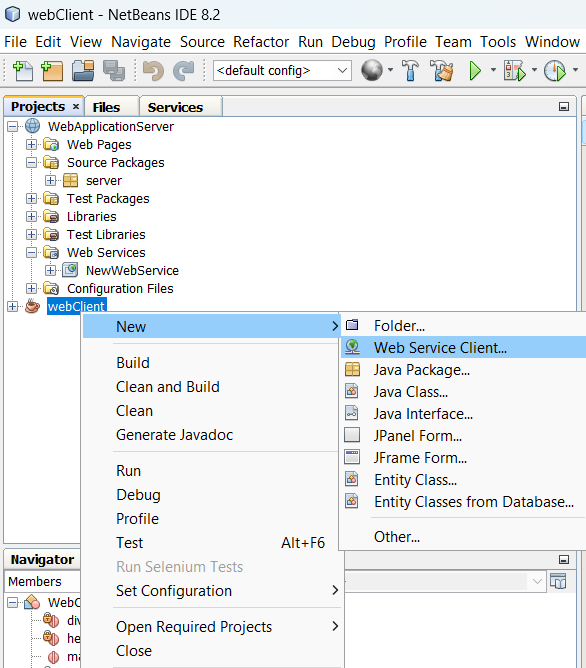 webClient - NetBeans IDE 8.2
File Edit View Navigate Source Refactor Run Debug Profile Team Tools Window
<default config>
Projects × Files Services
WebApplicationServer
Web Pages
Source Packages
server
Test Packages
Libraries
Test Libraries
Web Services
NewWebService
Configuration Files
webClient
New
Build
Clean and Build
Clean
Generate Javadoc
Run
Debug
Profile
Test Alt+F6
Run Selenium Tests
Set Configuration
Open Required Projects
Close
Folder...
Web Service Client...
Java Package...
Java Class...
Java Interface...
JPanel Form...
JFrame Form...
Entity Class...
Entity Classes from Database...
Other...
Navigator
Members
WebC
div
he
ma